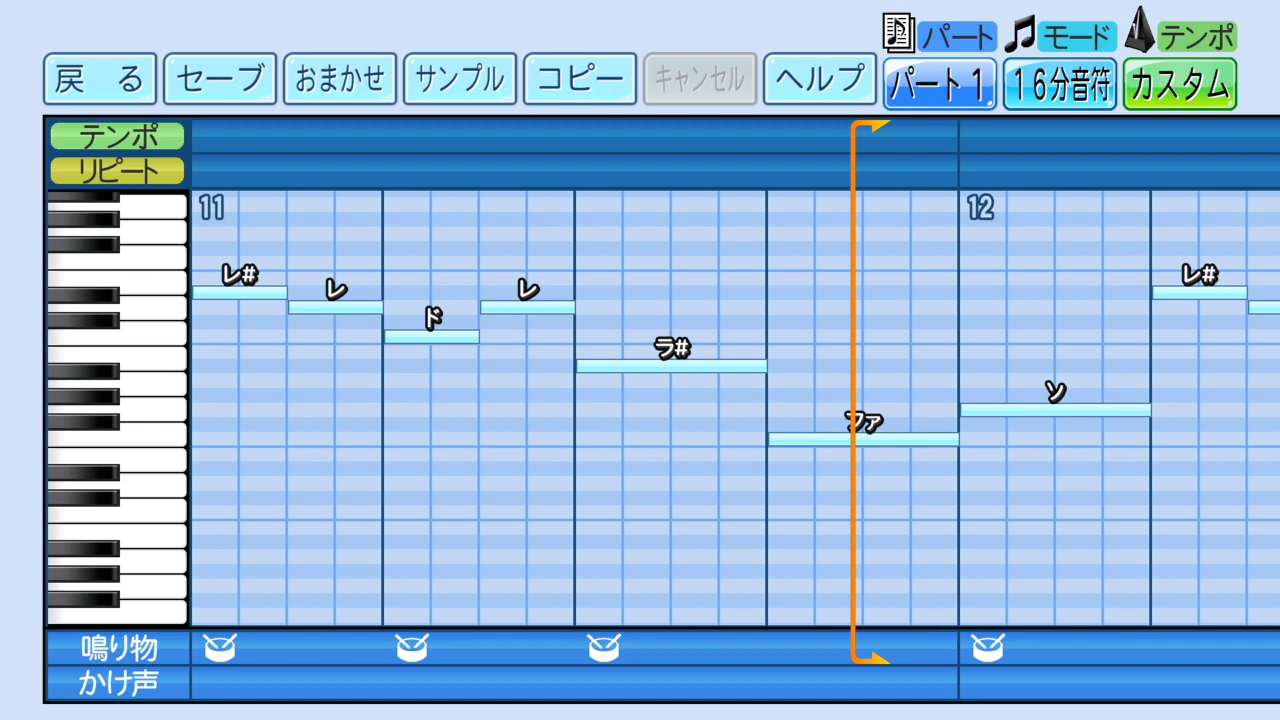 パート モード テンポ
戻る セーブ おまかせ サンプル コピー キャンセル ヘルプ パート1 16分音符 カスタム
テンポ
リピート
11 12
レ# レ ド レ ラ# ファ ソ レ#
鳴り物
かけ声